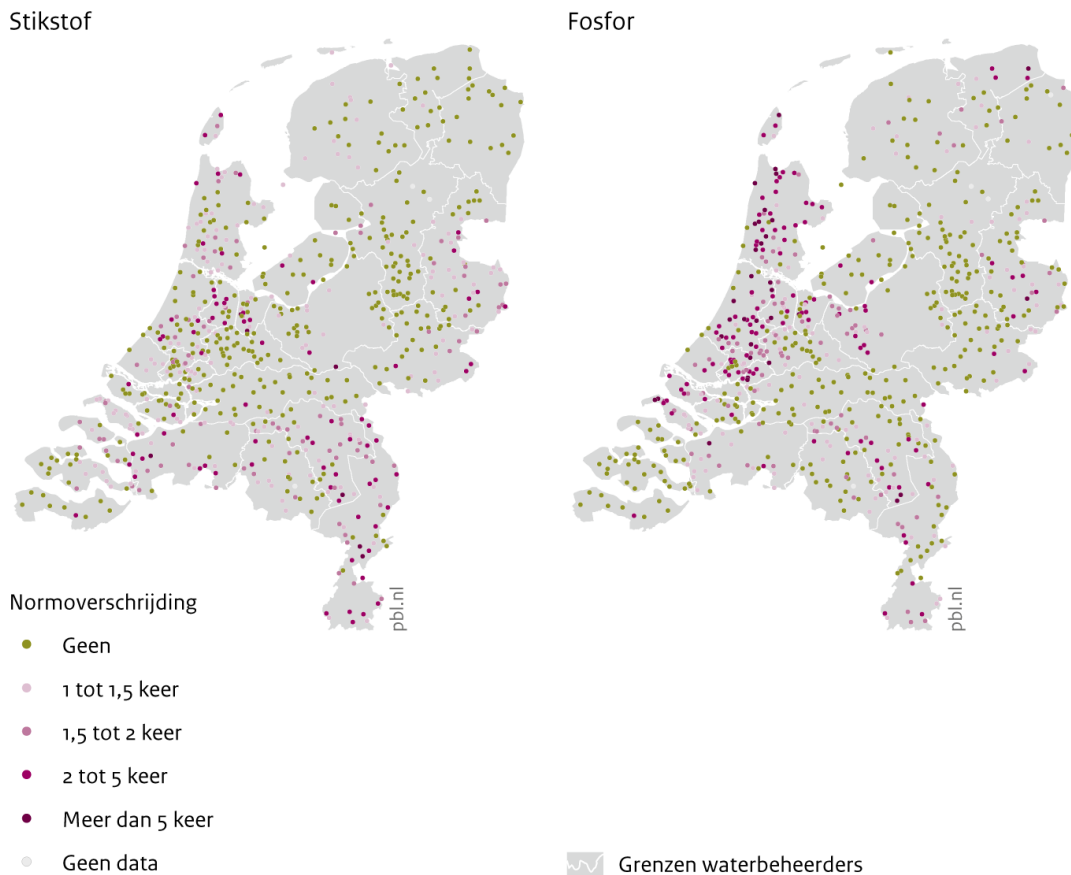 Stikstof
Fosfor
pbl.nl
pbl.nl
Normoverschrijding
Geen
1 tot 1,5 keer
1,5 tot 2 keer
2 tot 5 keer
Meer dan 5 keer
Geen data
Grenzen waterbeheerders